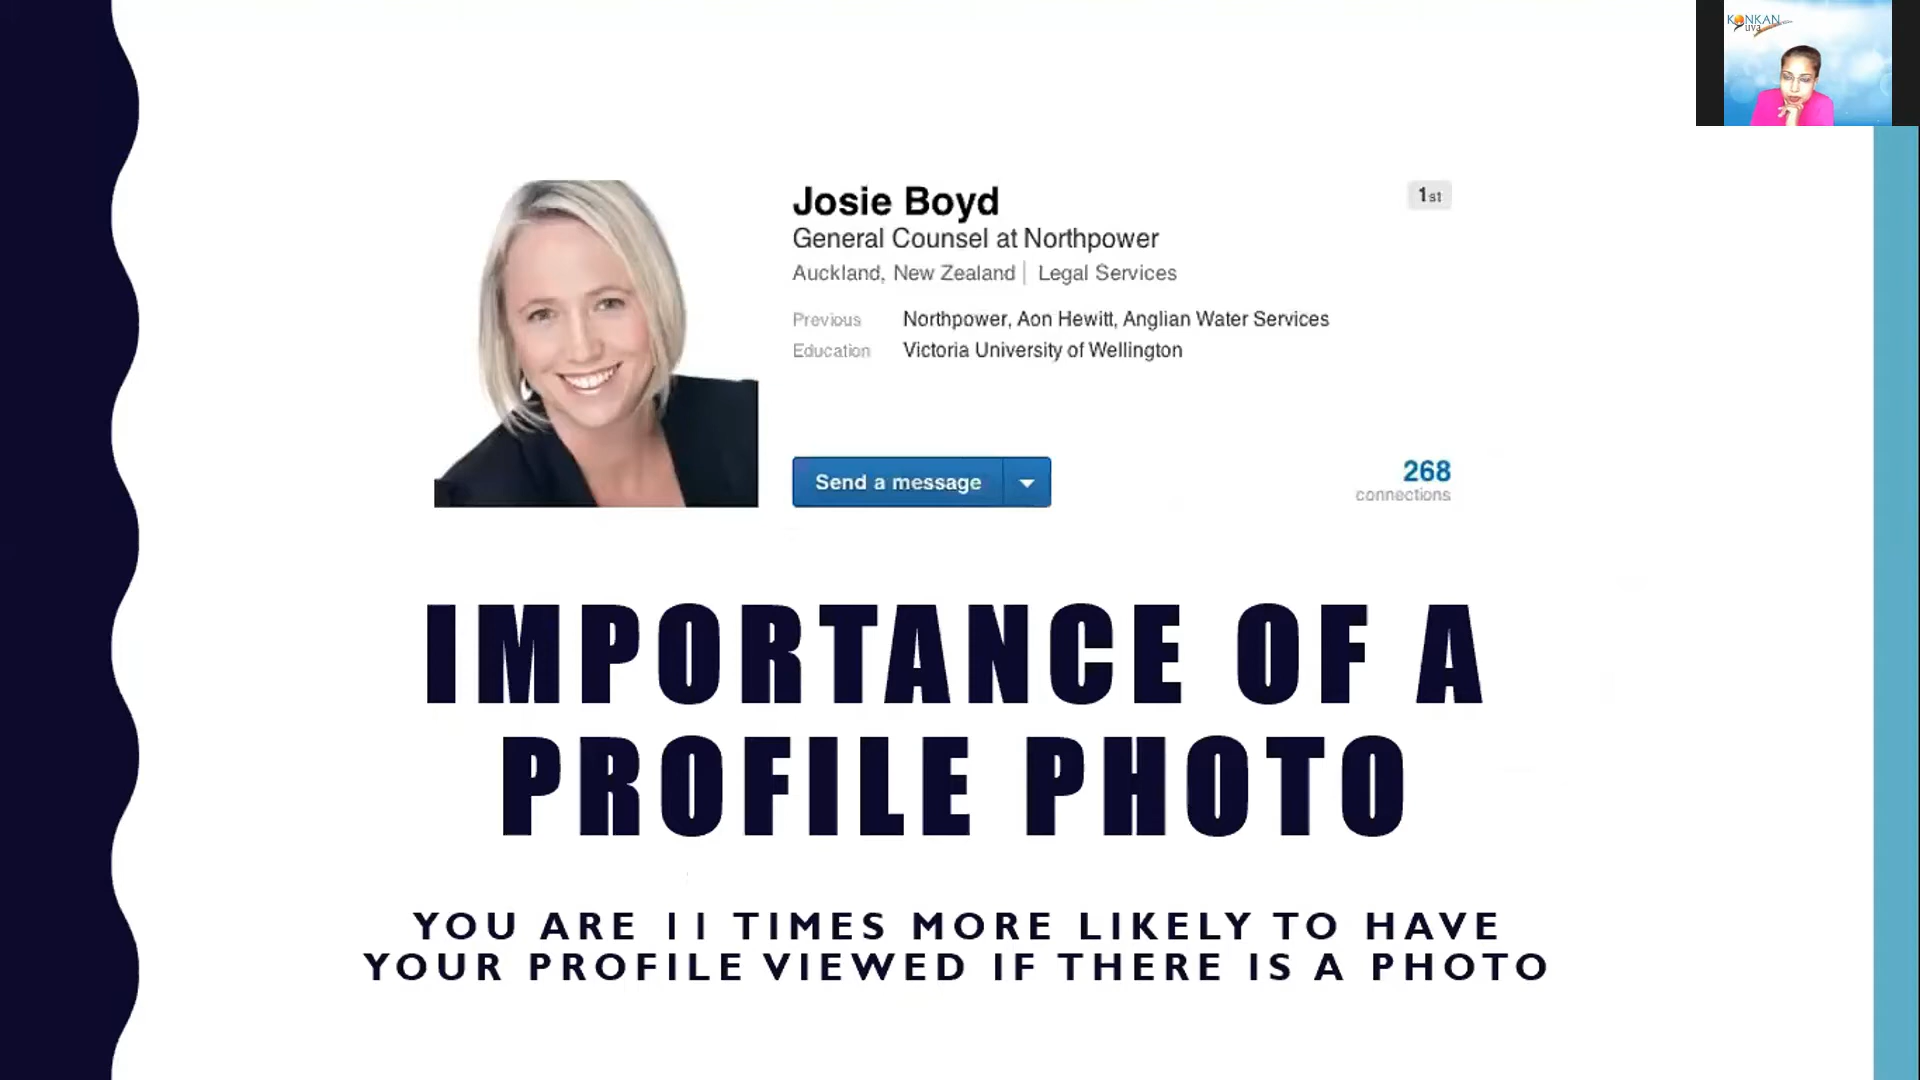 KONKAN
uva
Josie Boyd
1st
General Counsel at Northpower
Auckland, New Zealand | Legal Services
Previous Northpower, Aon Hewitt, Anglian Water Services
Education Victoria University of Wellington
Send a message
268
connections
IMPORTANCE OF A
PROFILE PHOTO
YOU ARE 11 TIMES MORE LIKELY TO HAVE
YOUR PROFILE VIEWED IF THERE IS A PHOTO